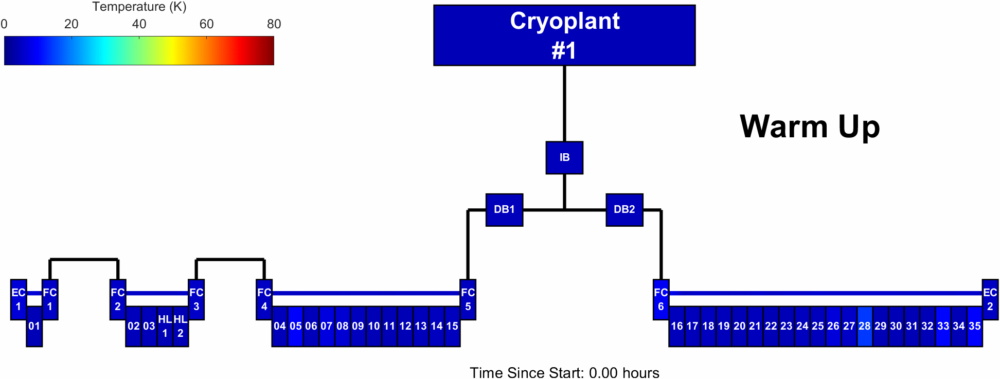 Temperature (K)
0 20 40 60 80
Cryoplant
#1
Warm Up
IB
DB1 DB2
EC FC FC FC FC FC FC EC
1 1 2 3 4 5 6 2
01 02 03 HL HL 04 05 06 07 08 09 10 11 12 13 14 15 16 17 18 19 20 21 22 23 24 25 26 27 28 29 30 31 32 33 34 35
1 2
Time Since Start: 0.00 hours